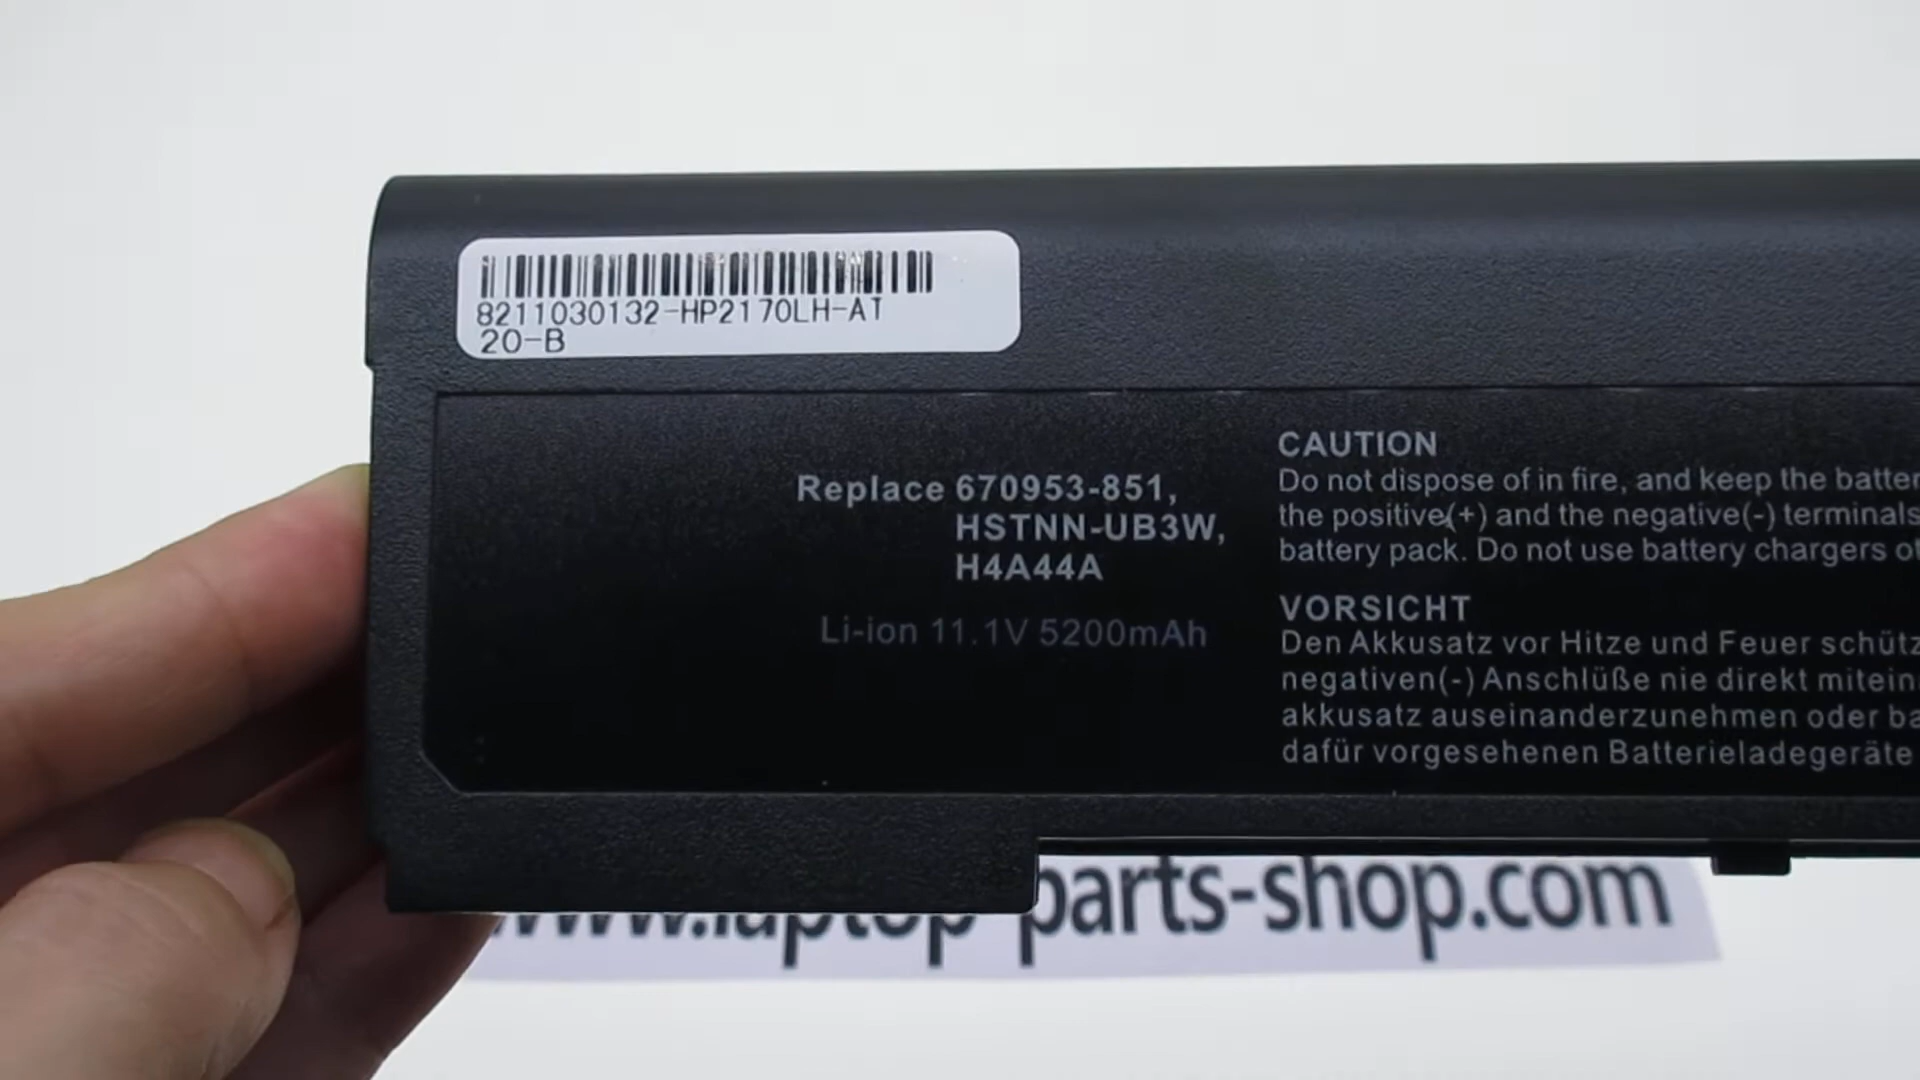 8211030132-HP2170LH-AT
20-B
Replace 670953-851,
HSTNN-UB3W,
H4A44A
Li-ion 11.1V 5200mAh
CAUTION
Do not dispose of in fire, and keep the batter
the positive(+) and the negative(-) terminals
battery pack. Do not use battery chargers of
VORSICHT
Den Akkusatz vor Hitze und Feuer schütz
negativen(-) Anschlüße nie direkt mitein
akkusatz auseinanderzunehmen oder ba
dafür vorgesehenen Batterieladegeräte
www.laptop-parts-shop.com